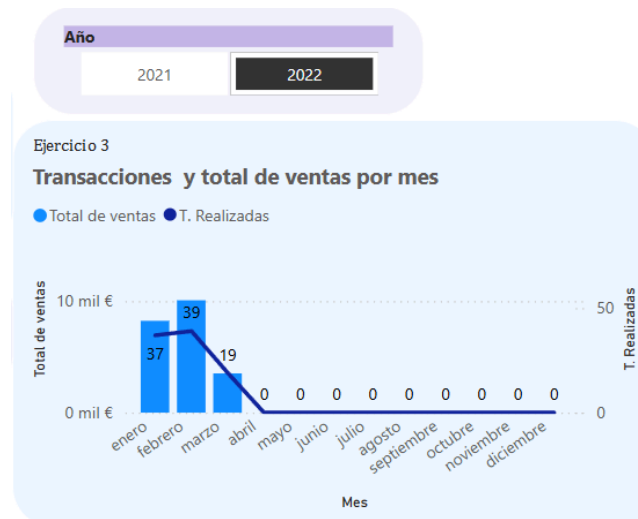 Año
2021 2022
Ejercicio 3
Transacciones y total de ventas por mes
Total de ventas T. Realizadas
Total de ventas
10 mil €
0 mil €
37 39 19 0 0 0 0 0 0 0 0 0
50
0
T. Realizadas
enero febrero marzo abril mayo junio julio agosto septiembre octubre noviembre diciembre
Mes